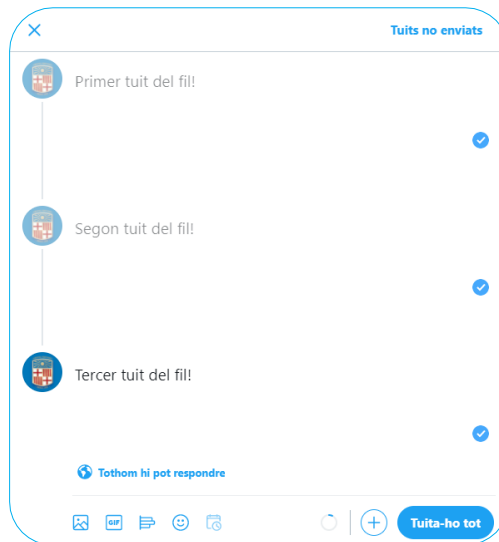 Tuits no enviats
Primer tuit del fil!
Segon tuit del fil!
Tercer tuit del fil!
Tothom hi pot respondre
GIF
Tuita-ho tot